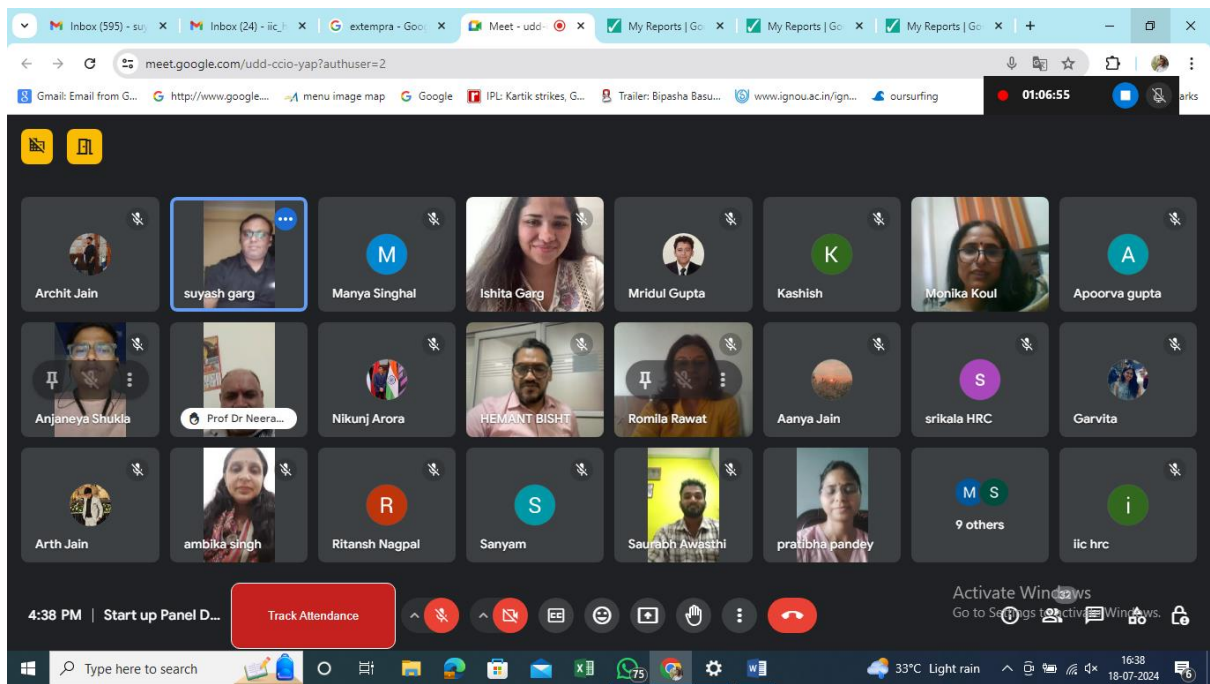 Inbox (595) - suy
Inbox (24) - iic_h
extempra - Goog
Meet - udd-
My Reports | Go
My Reports | Go
My Reports | Go
meet.google.com/udd-ccio-yap?authuser=2
Gmail: Email from G...
http://www.google....
menu image map
Google
IPL: Kartik strikes, G...
Trailer: Bipasha Basu...
www.ignou.ac.in/ign...
oursurfing
01:06:55
arks
Archit Jain
suyash garg
M
Manya Singhal
Ishita Garg
Mridul Gupta
K
Kashish
Monika Koul
A
Apoorva gupta
Anjaneya Shukla
Prof Dr Neera...
Nikunj Arora
HEMANT BISHT
Romila Rawat
Aanya Jain
s
srikala HRC
Garvita
Arth Jain
ambika singh
R
Ritansh Nagpal
S
Sanyam
Saurabh Awasthi
pratibha pandey
M S
9 others
i
iic hrc
4:38 PM | Start up Panel D...
Track Attendance
CC
32
Activate Windows
Go to Settings to activate Windows.
Type here to search
75
33°C Light rain
16:38
18-07-2024
6